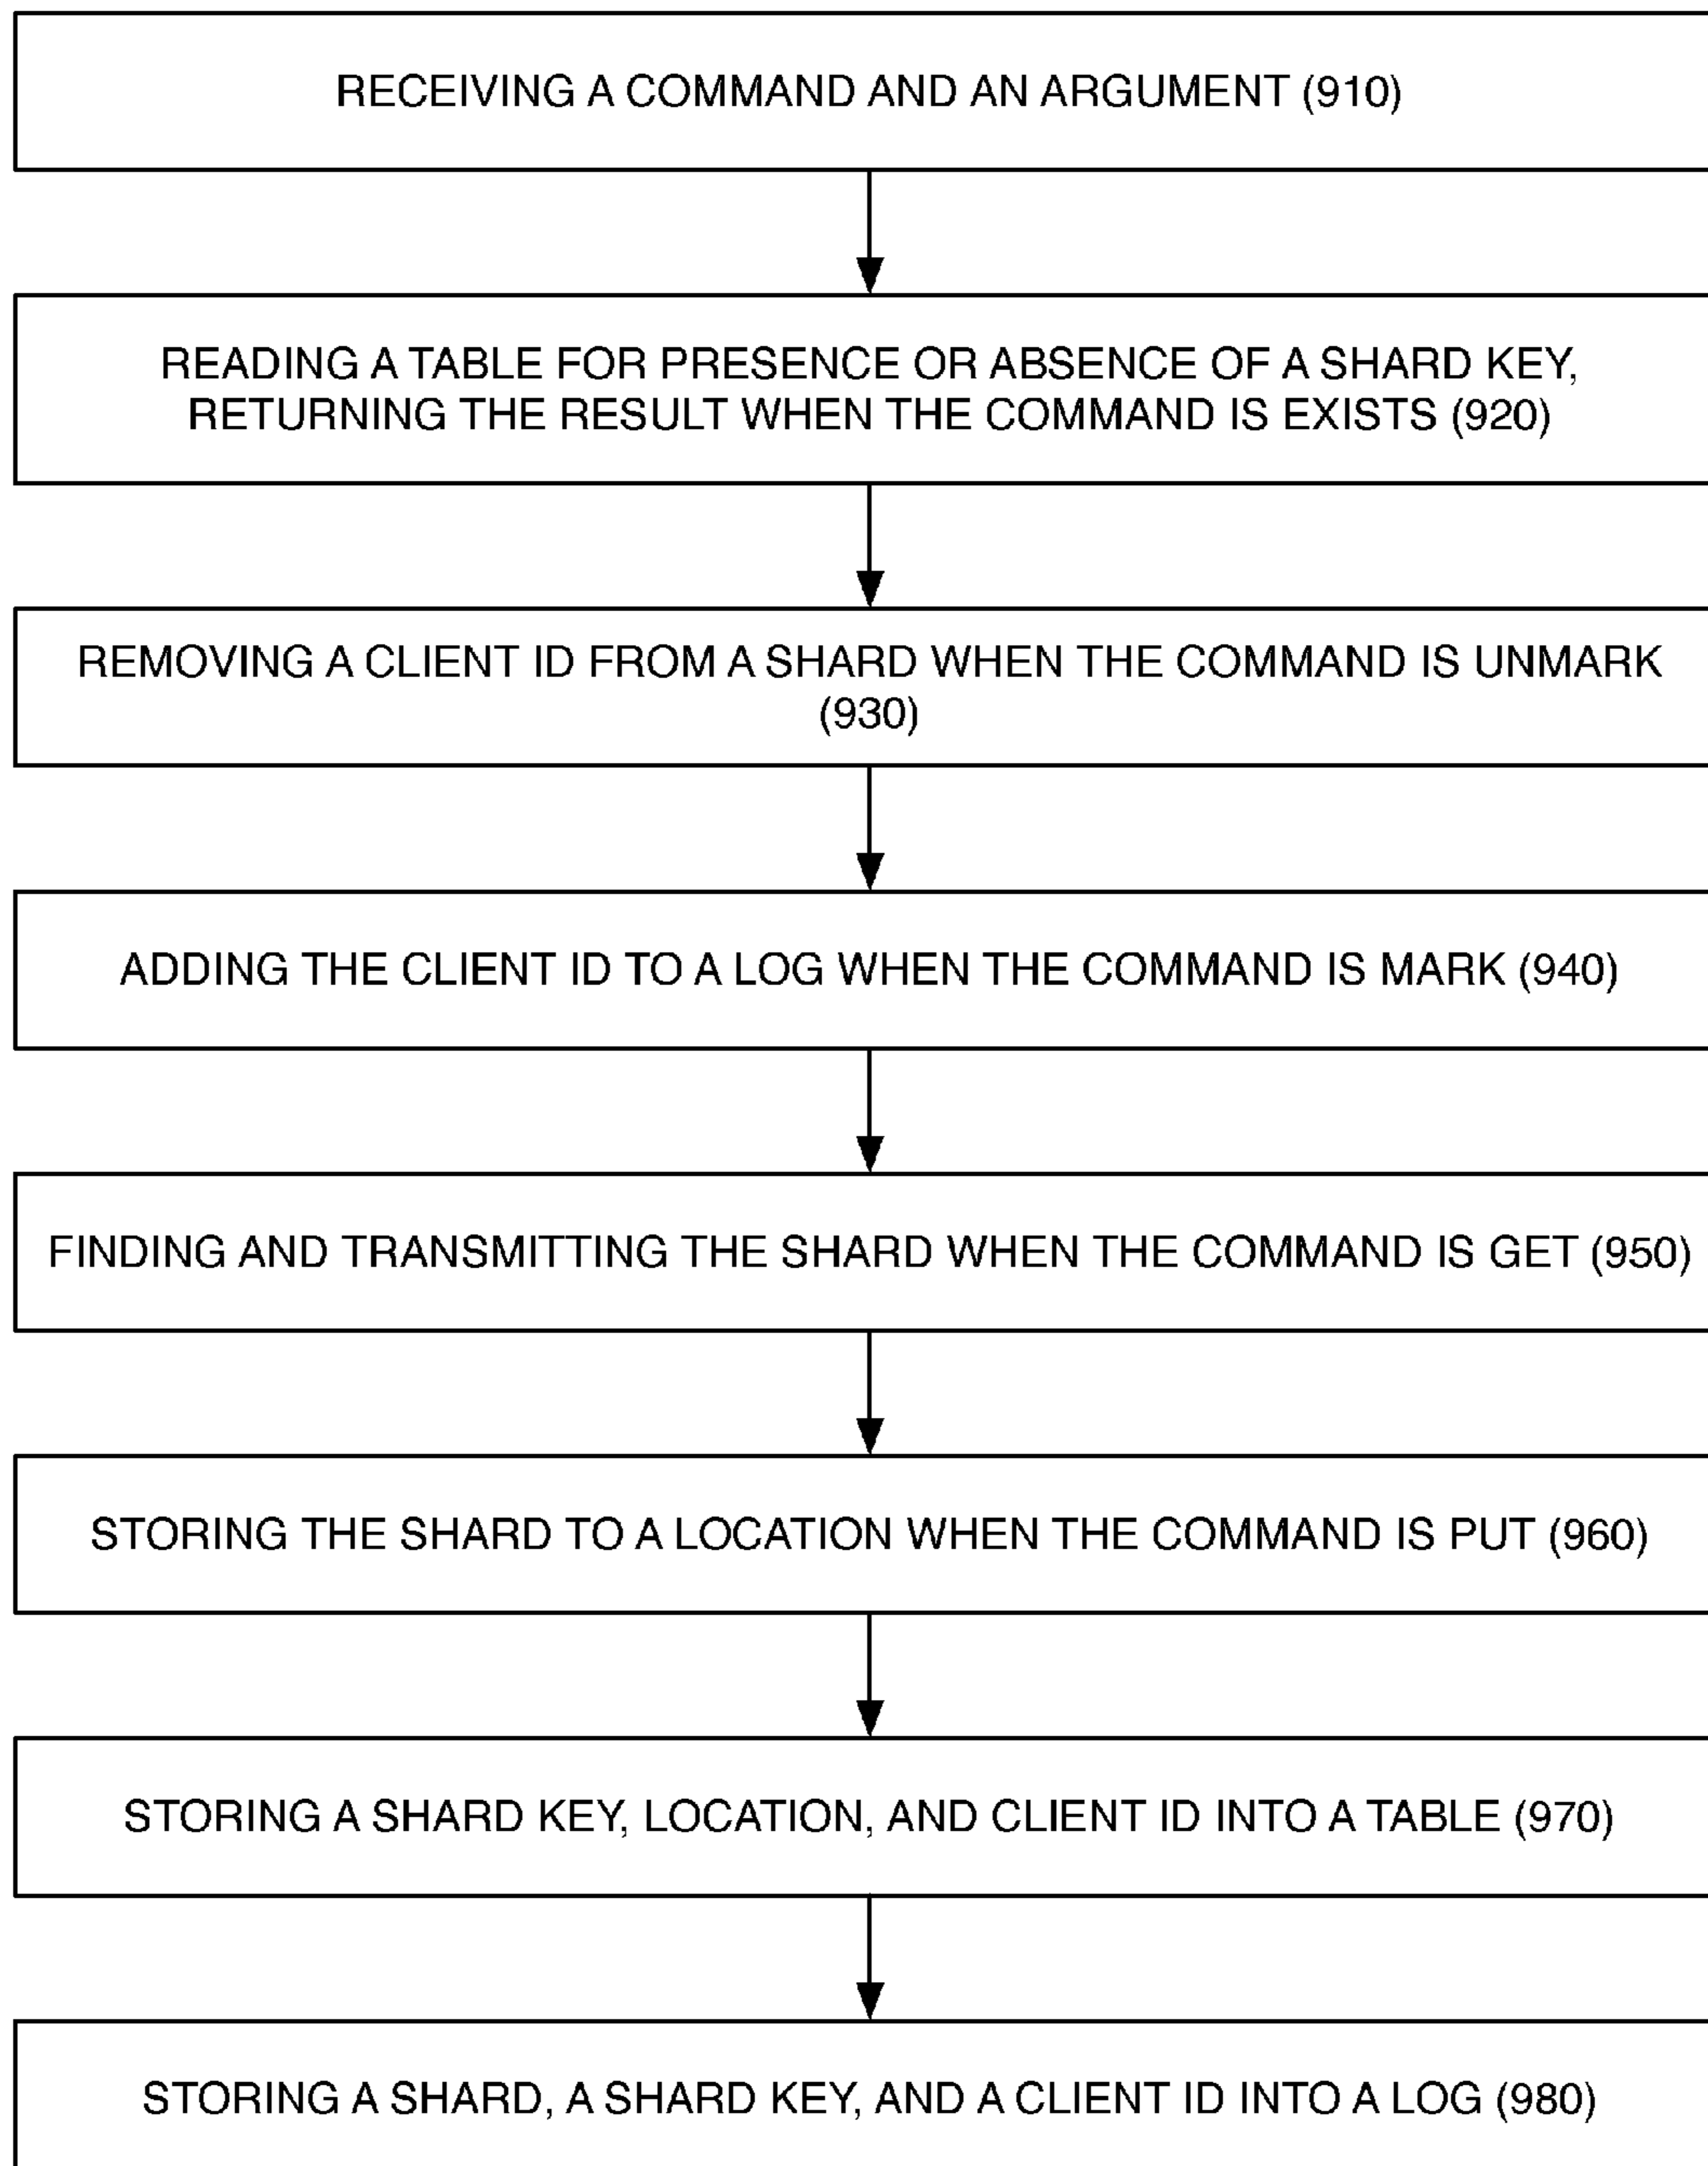 RECEIVING A COMMAND AND AN ARGUMENT (910)
READING A TABLE FOR PRESENCE OR ABSENCE OF A SHARD KEY,
RETURNING THE RESULT WHEN THE COMMAND IS EXISTS (920)
REMOVING A CLIENT ID FROM A SHARD WHEN THE COMMAND IS UNMARK
(930)
ADDING THE CLIENT ID TO A LOG WHEN THE COMMAND IS MARK (940)
FINDING AND TRANSMITTING THE SHARD WHEN THE COMMAND IS GET (950)
STORING THE SHARD TO A LOCATION WHEN THE COMMAND IS PUT (960)
STORING A SHARD KEY, LOCATION, AND CLIENT ID INTO A TABLE (970)
STORING A SHARD, A SHARD KEY, AND A CLIENT ID INTO A LOG (980)